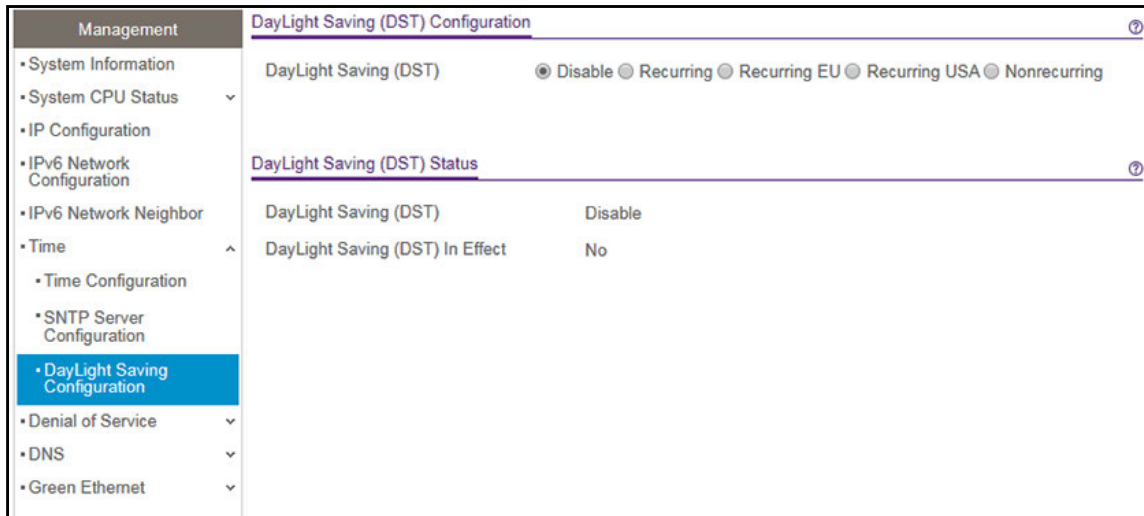 Management
System Information
System CPU Status
IP Configuration
IPv6 Network
Configuration
IPv6 Network Neighbor
Time
Time Configuration
SNTP Server
Configuration
DayLight Saving
Configuration
Denial of Service
DNS
Green Ethernet
DayLight Saving (DST) Configuration
DayLight Saving (DST) Disable Recurring Recurring EU Recurring USA Nonrecurring
DayLight Saving (DST) Status
DayLight Saving (DST) Disable
DayLight Saving (DST) In Effect No